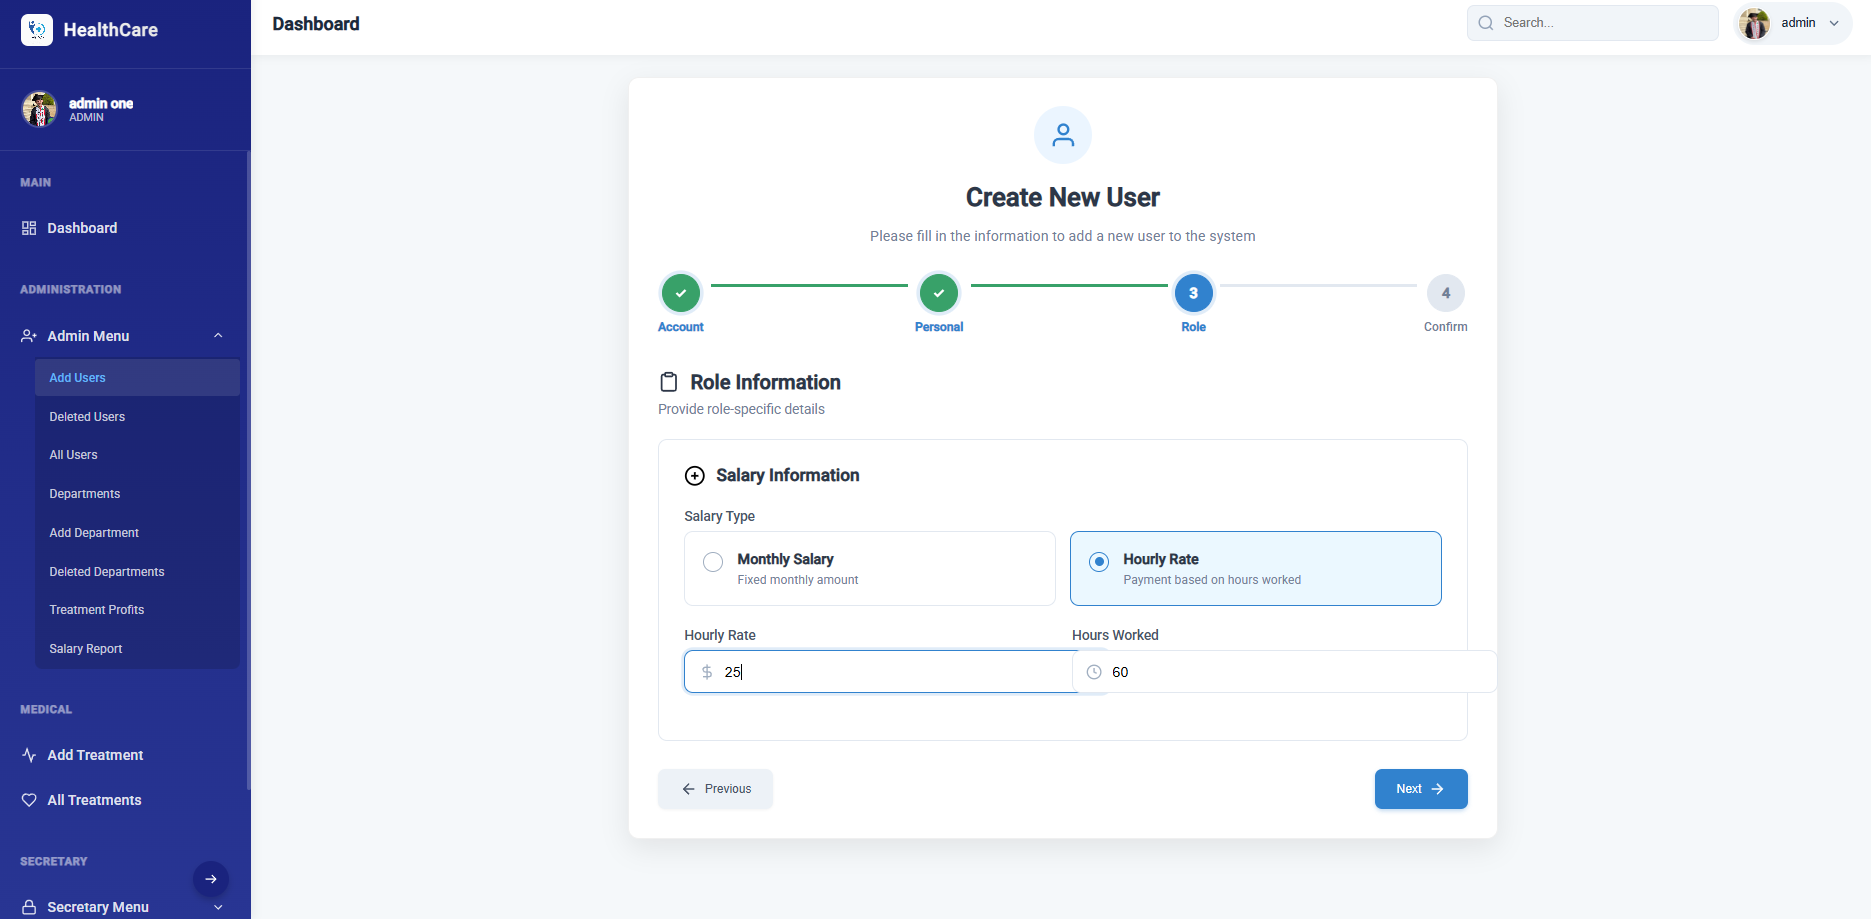 HealthCare
admin one
ADMIN
MAIN
Dashboard
ADMINISTRATION
Admin Menu
Add Users
Deleted Users
All Users
Departments
Add Department
Deleted Departments
Treatment Profits
Salary Report
MEDICAL
Add Treatment
All Treatments
SECRETARY
Secretary Menu
Dashboard
Search...
admin
Create New User
Please fill in the information to add a new user to the system
3
4
Account
Personal
Role
Confirm
Role Information
Provide role-specific details
Salary Information
Salary Type
Monthly Salary
Fixed monthly amount
Hourly Rate
Payment based on hours worked
Hourly Rate
Hours Worked
$ 25
60
Previous
Next